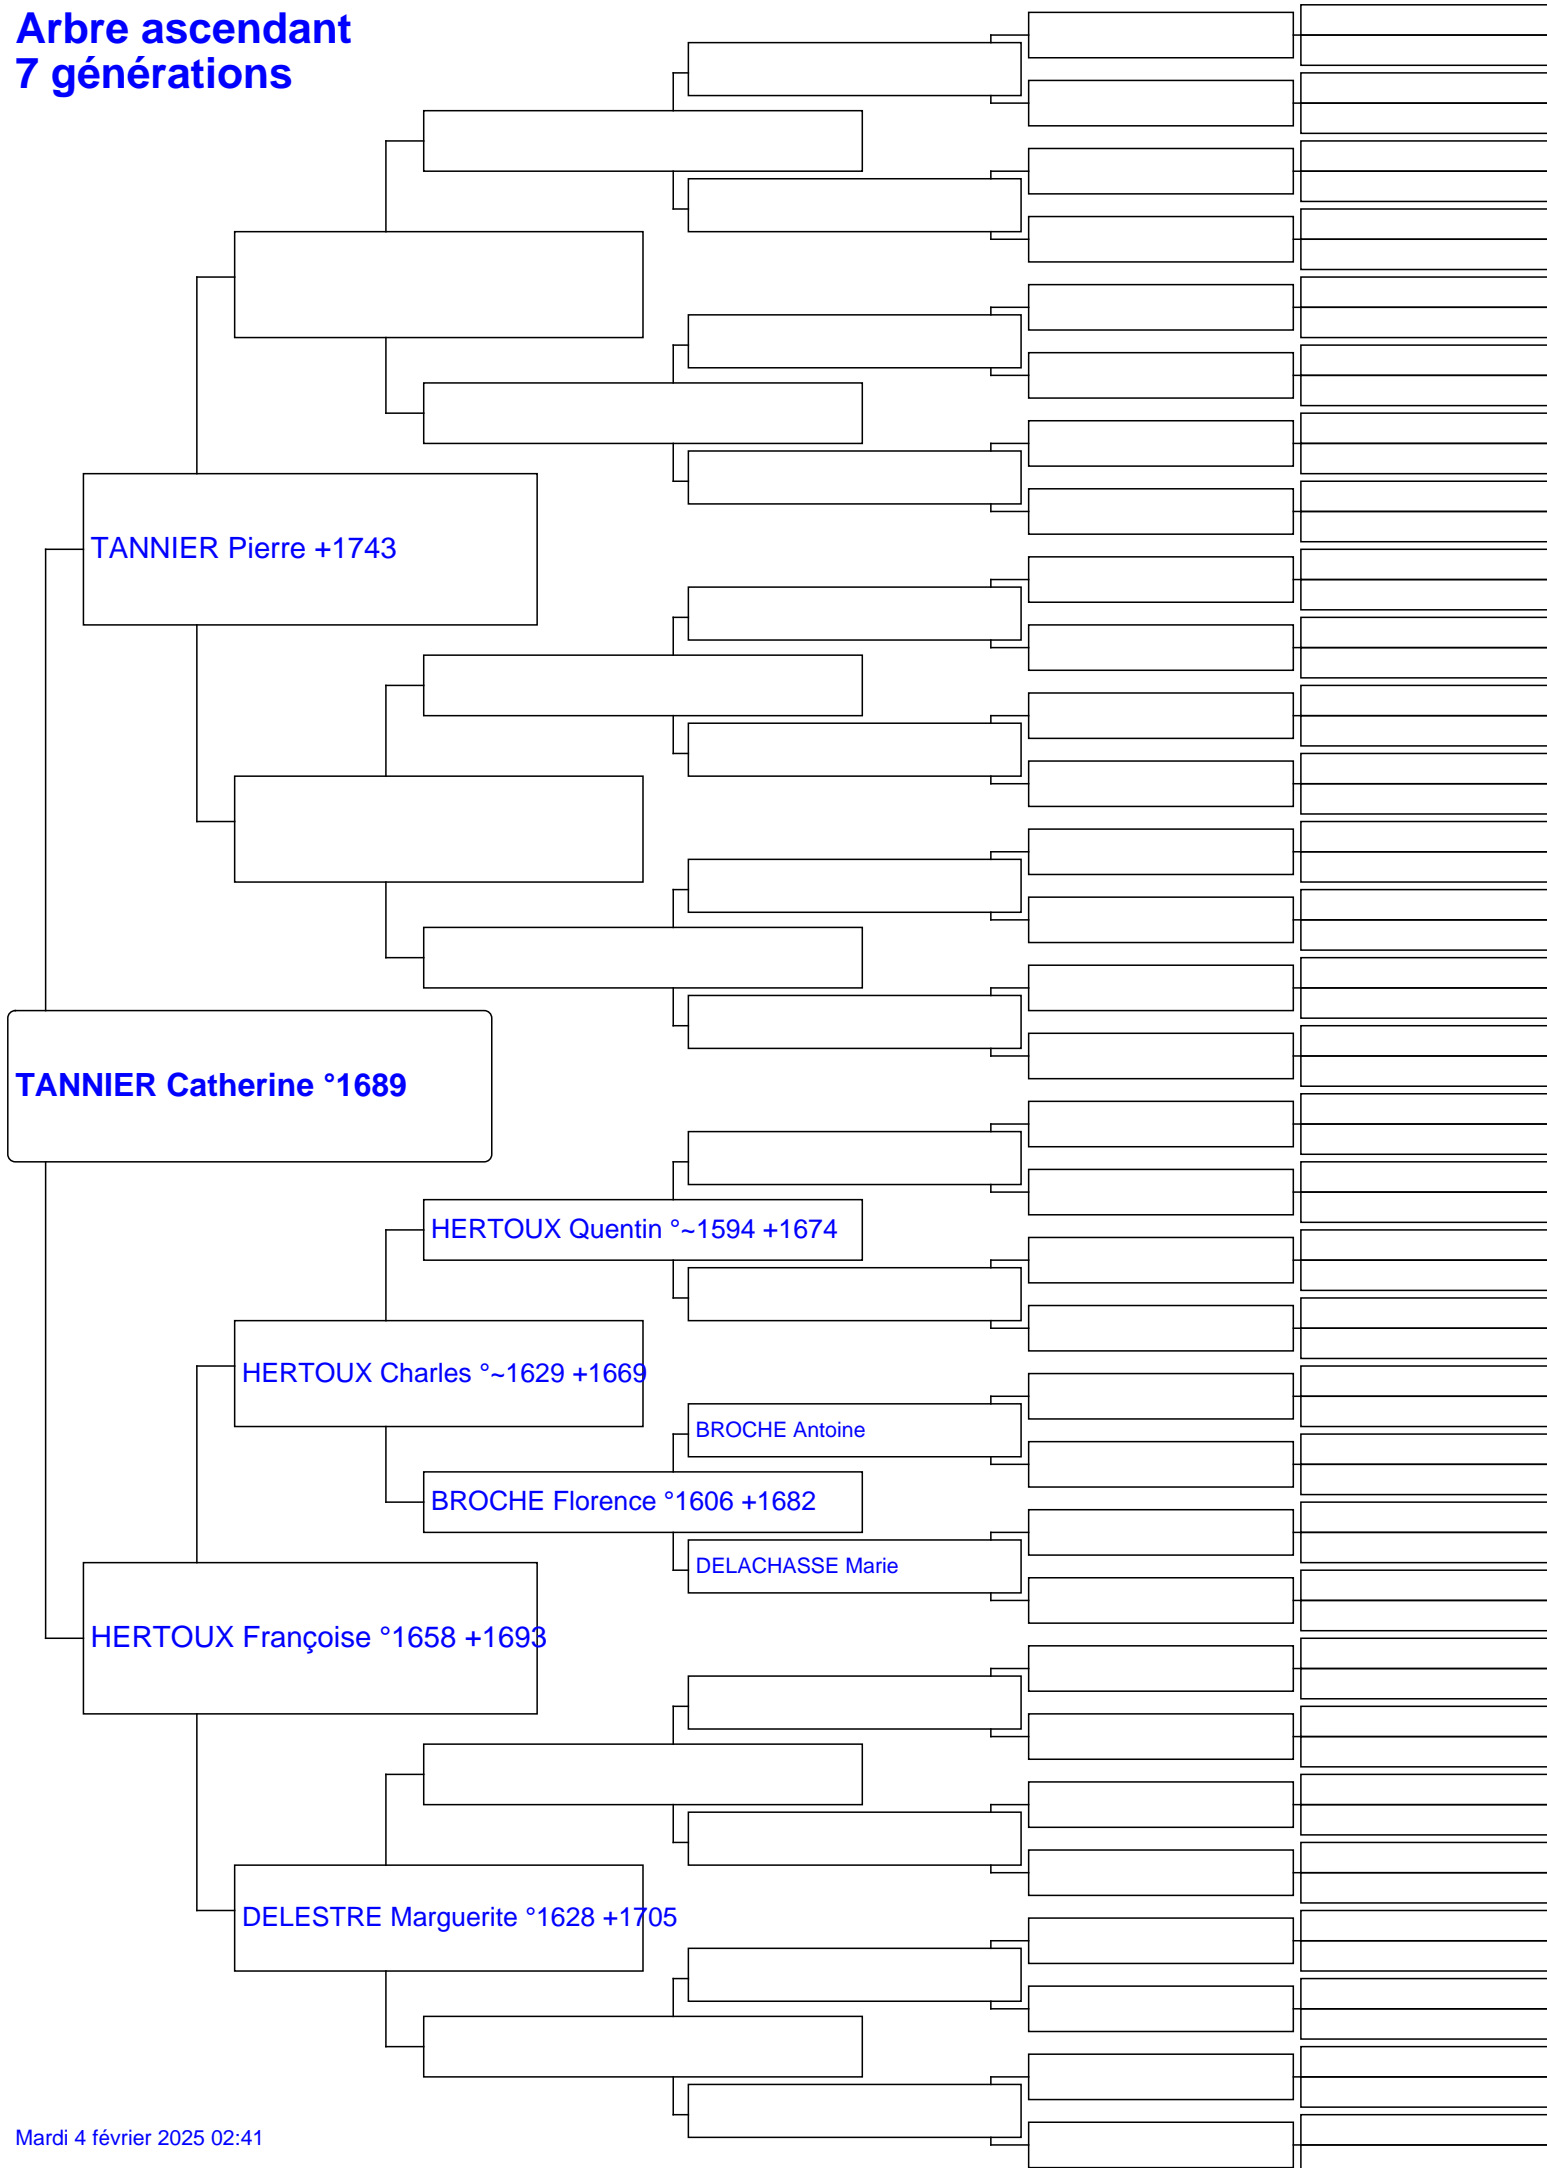 Arbre ascendant
7 générations
TANNIER Pierre +1743
TANNIER Catherine °1689
HERTOUX Quentin °~1594 +1674
HERTOUX Charles °~1629 +1669
BROCHE Antoine
BROCHE Florence °1606 +1682
DELACHASSE Marie
HERTOUX Françoise °1658 +1693
DELESTRE Marguerite °1628 +1705
Mardi 4 février 2025 02:41